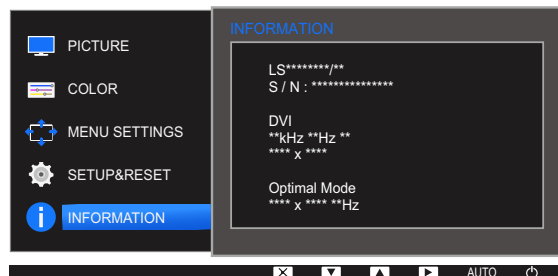 PICTURE
COLOR
MENU SETTINGS
SETUP&RESET
INFORMATION
INFORMATION
LS********/**
S / N : ***************
DVI
**kHz **Hz **
**** x ****
Optimal Mode
**** x **** **Hz
AUTO